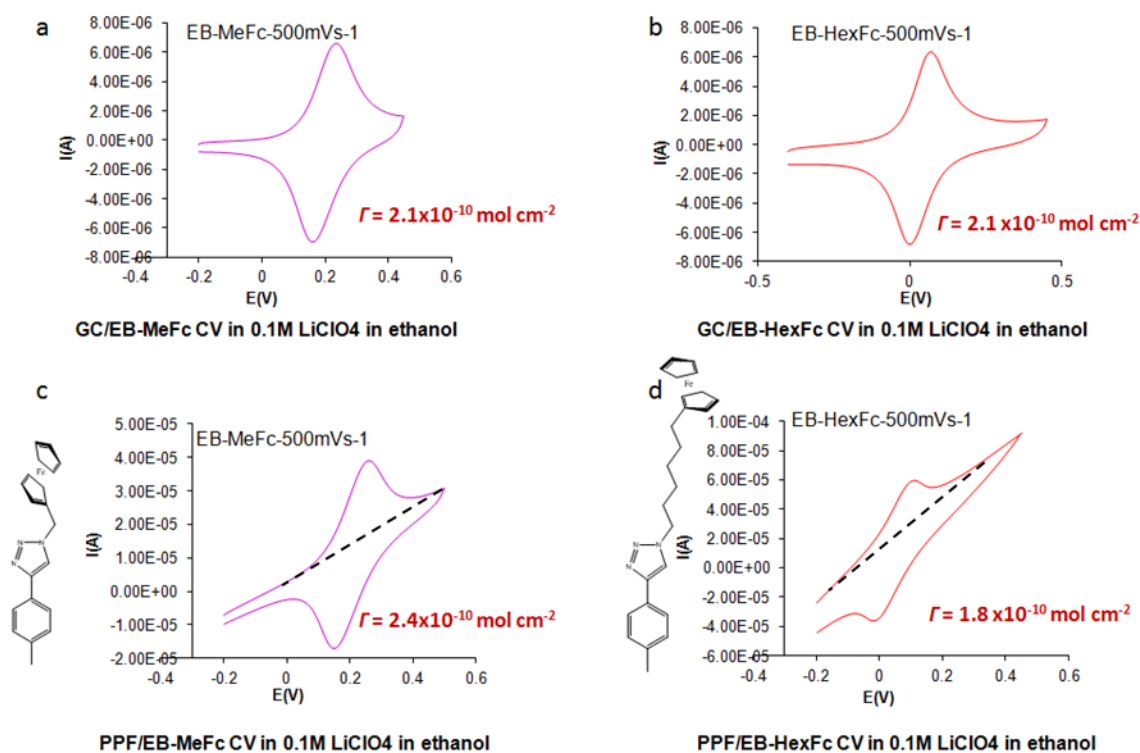 a
EB-MeFc-500mVs-1
8.00E-06
6.00E-06
4.00E-06
2.00E-06
0.00E+00
-2.00E-06
-4.00E-06
-6.00E-06
-8.00E-06
I(A)
Γ = 2.1x10⁻¹⁰ mol cm⁻²
-0.4 -0.2 0 0.2 0.4 0.6
E(V)
GC/EB-MeFc CV in 0.1M LiClO4 in ethanol
b
EB-HexFc-500mVs-1
8.00E-06
6.00E-06
4.00E-06
2.00E-06
0.00E+00
-2.00E-06
-4.00E-06
-6.00E-06
-8.00E-06
I(A)
Γ = 2.1 x10⁻¹⁰ mol cm⁻²
-0.5 0 0.5
E(V)
GC/EB-HexFc CV in 0.1M LiClO4 in ethanol
c
EB-MeFc-500mVs-1
5.00E-05
4.00E-05
3.00E-05
2.00E-05
1.00E-05
0.00E+00
-1.00E-05
-2.00E-05
I(A)
Fe
N
N
N
Γ = 2.4x10⁻¹⁰ mol cm⁻²
-0.4 -0.2 0 0.2 0.4 0.6
E(V)
PPF/EB-MeFc CV in 0.1M LiClO4 in ethanol
d
EB-HexFc-500mVs-1
1.00E-04
8.00E-05
6.00E-05
4.00E-05
2.00E-05
0.00E+00
-2.00E-05
-4.00E-05
-6.00E-05
I(A)
Fe
N
N
N
Γ = 1.8 x10⁻¹⁰ mol cm⁻²
-0.4 -0.2 0 0.2 0.4 0.6
E(V)
PPF/EB-HexFc CV in 0.1M LiClO4 in ethanol